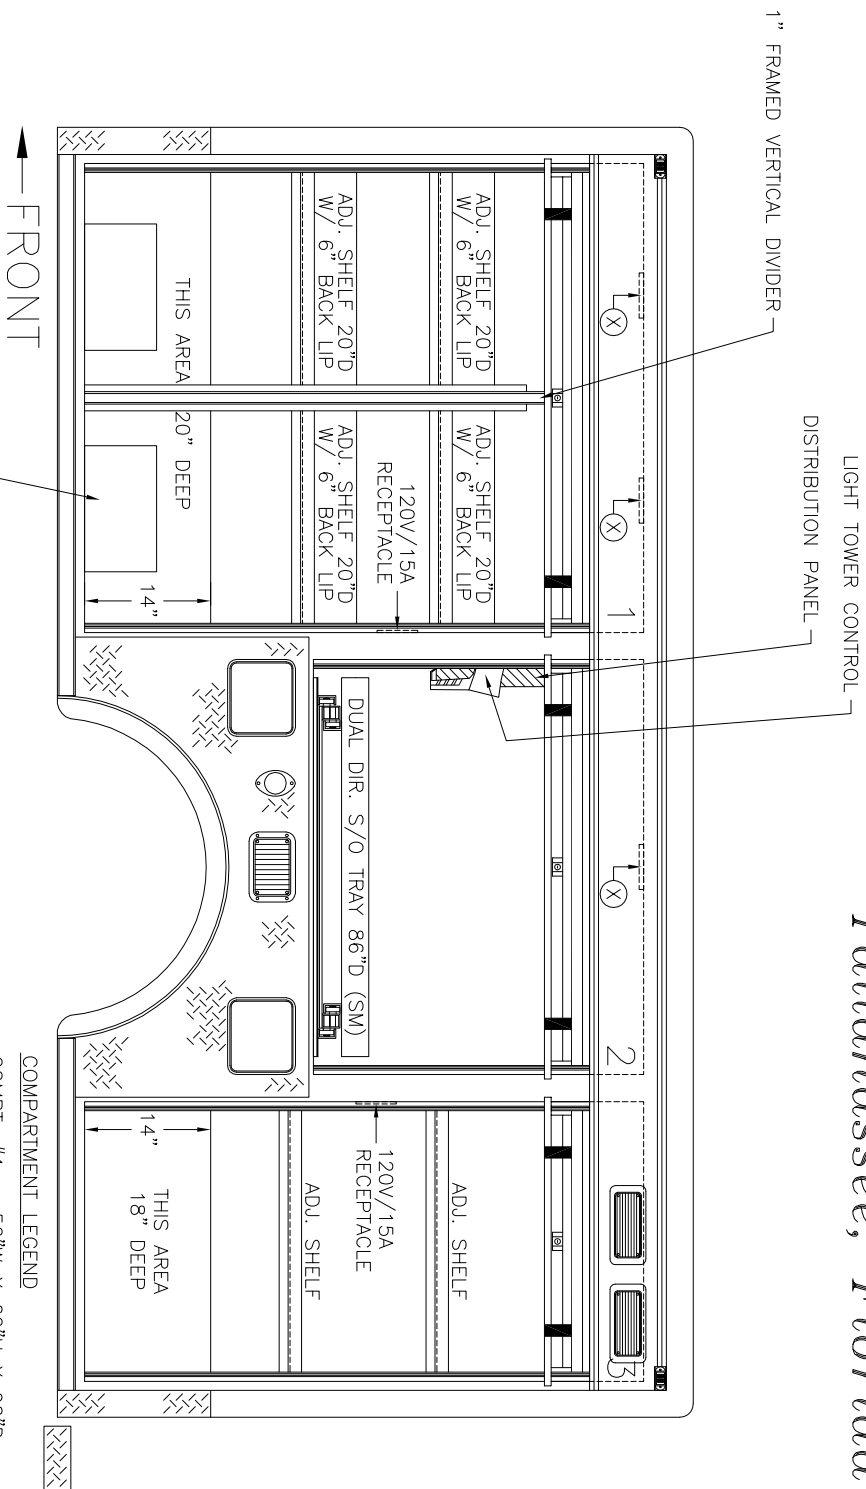 Tallahassee, Florida
LIGHT TOWER CONTROL
DISTRIBUTION PANEL
1" FRAMED VERTICAL DIVIDER
X
X
X
1
2
3
ADJ. SHELF 20"D
W/ 6" BACK LIP
ADJ. SHELF 20"D
W/ 6" BACK LIP
ADJ. SHELF 20"D
W/ 6" BACK LIP
ADJ. SHELF 20"D
W/ 6" BACK LIP
120V/15A
RECEPTACLE
THIS AREA 20" DEEP
14"
DUAL DIR. S/O TRAY 86"D (SM)
ADJ. SHELF
120V/15A
RECEPTACLE
ADJ. SHELF
THIS AREA
18" DEEP
14"
FRONT
COMPARTMENT LEGEND